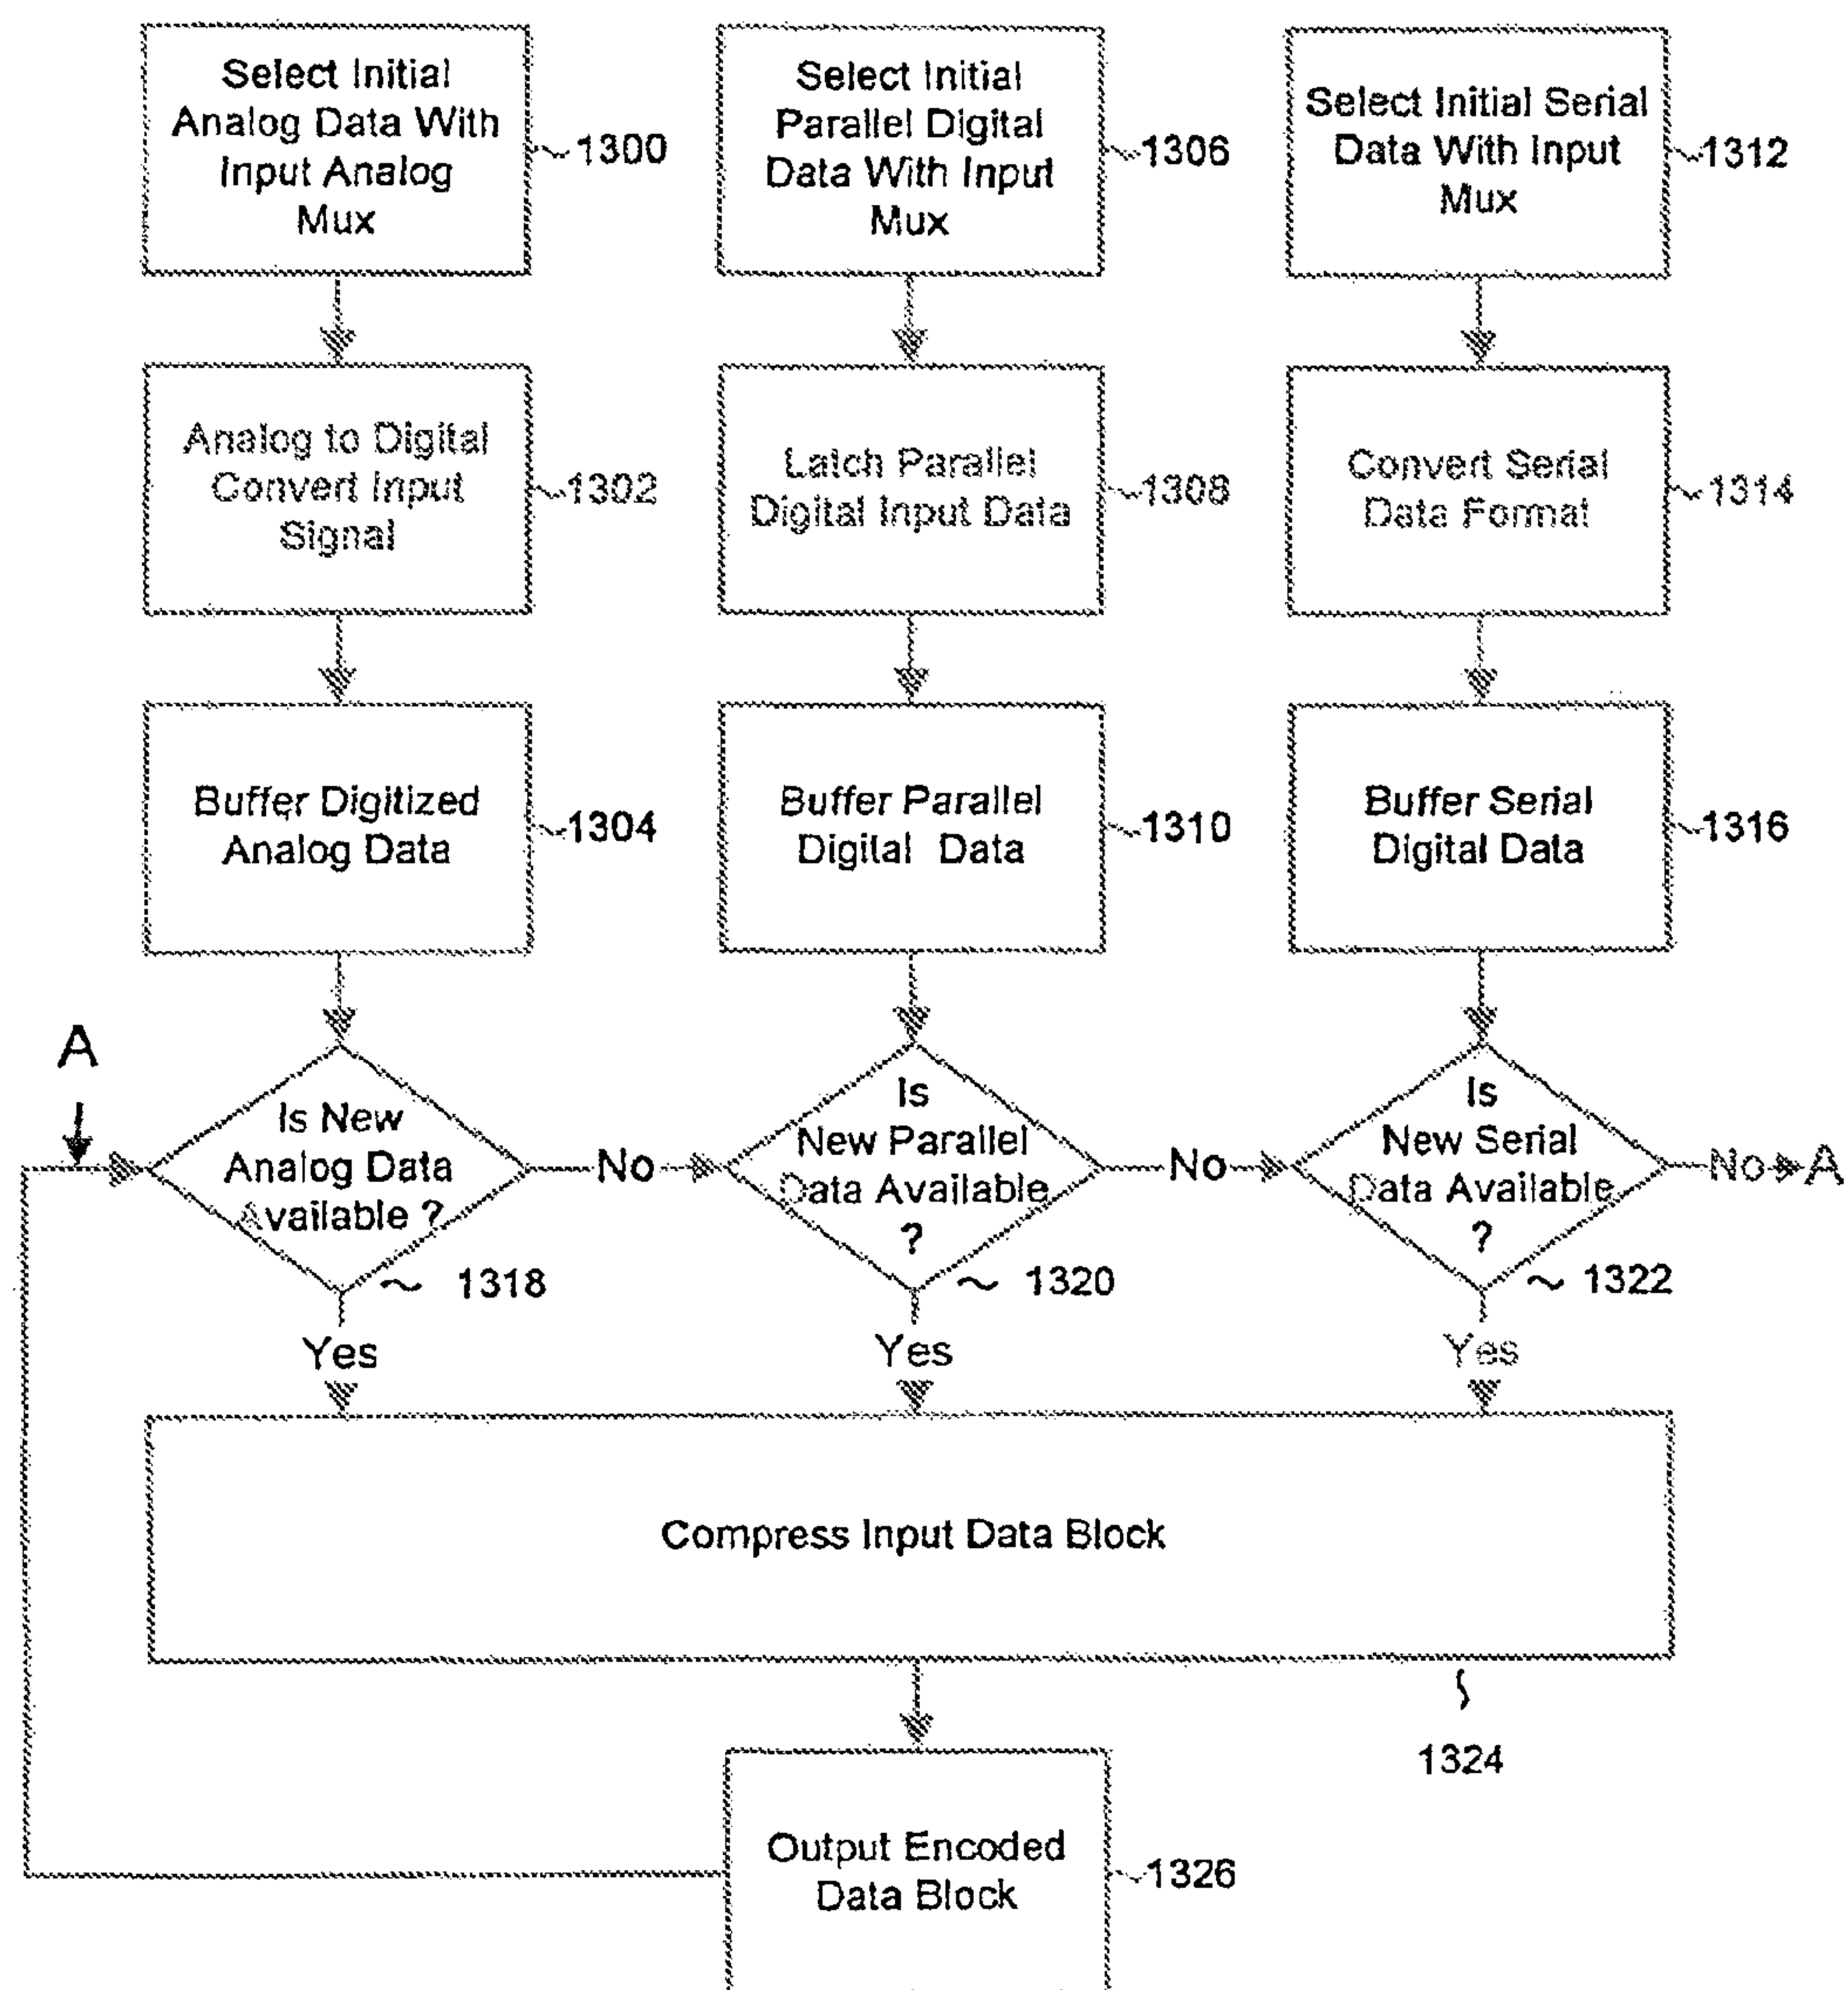 Select Initial
Analog Data With
Input Analog
Mux
1300
Select Initial
Parallel Digital
Data With Input
Mux
1306
Select Initial Serial
Data With Input
Mux
1312
Analog to Digital
Convert Input
Signal
1302
Latch Parallel
Digital Input Data
1308
Convert Serial
Data Format
1314
Buffer Digitized
Analog Data
1304
Buffer Parallel
Digital Data
1310
Buffer Serial
Digital Data
1316
A
Is New
Analog Data
Available ?
1318
No
Is
New Parallel
Data Available
?
1320
No
Is
New Serial
Data Available
?
1322
No
A
Yes
Yes
Yes
Compress Input Data Block
1324
Output Encoded
Data Block
1326